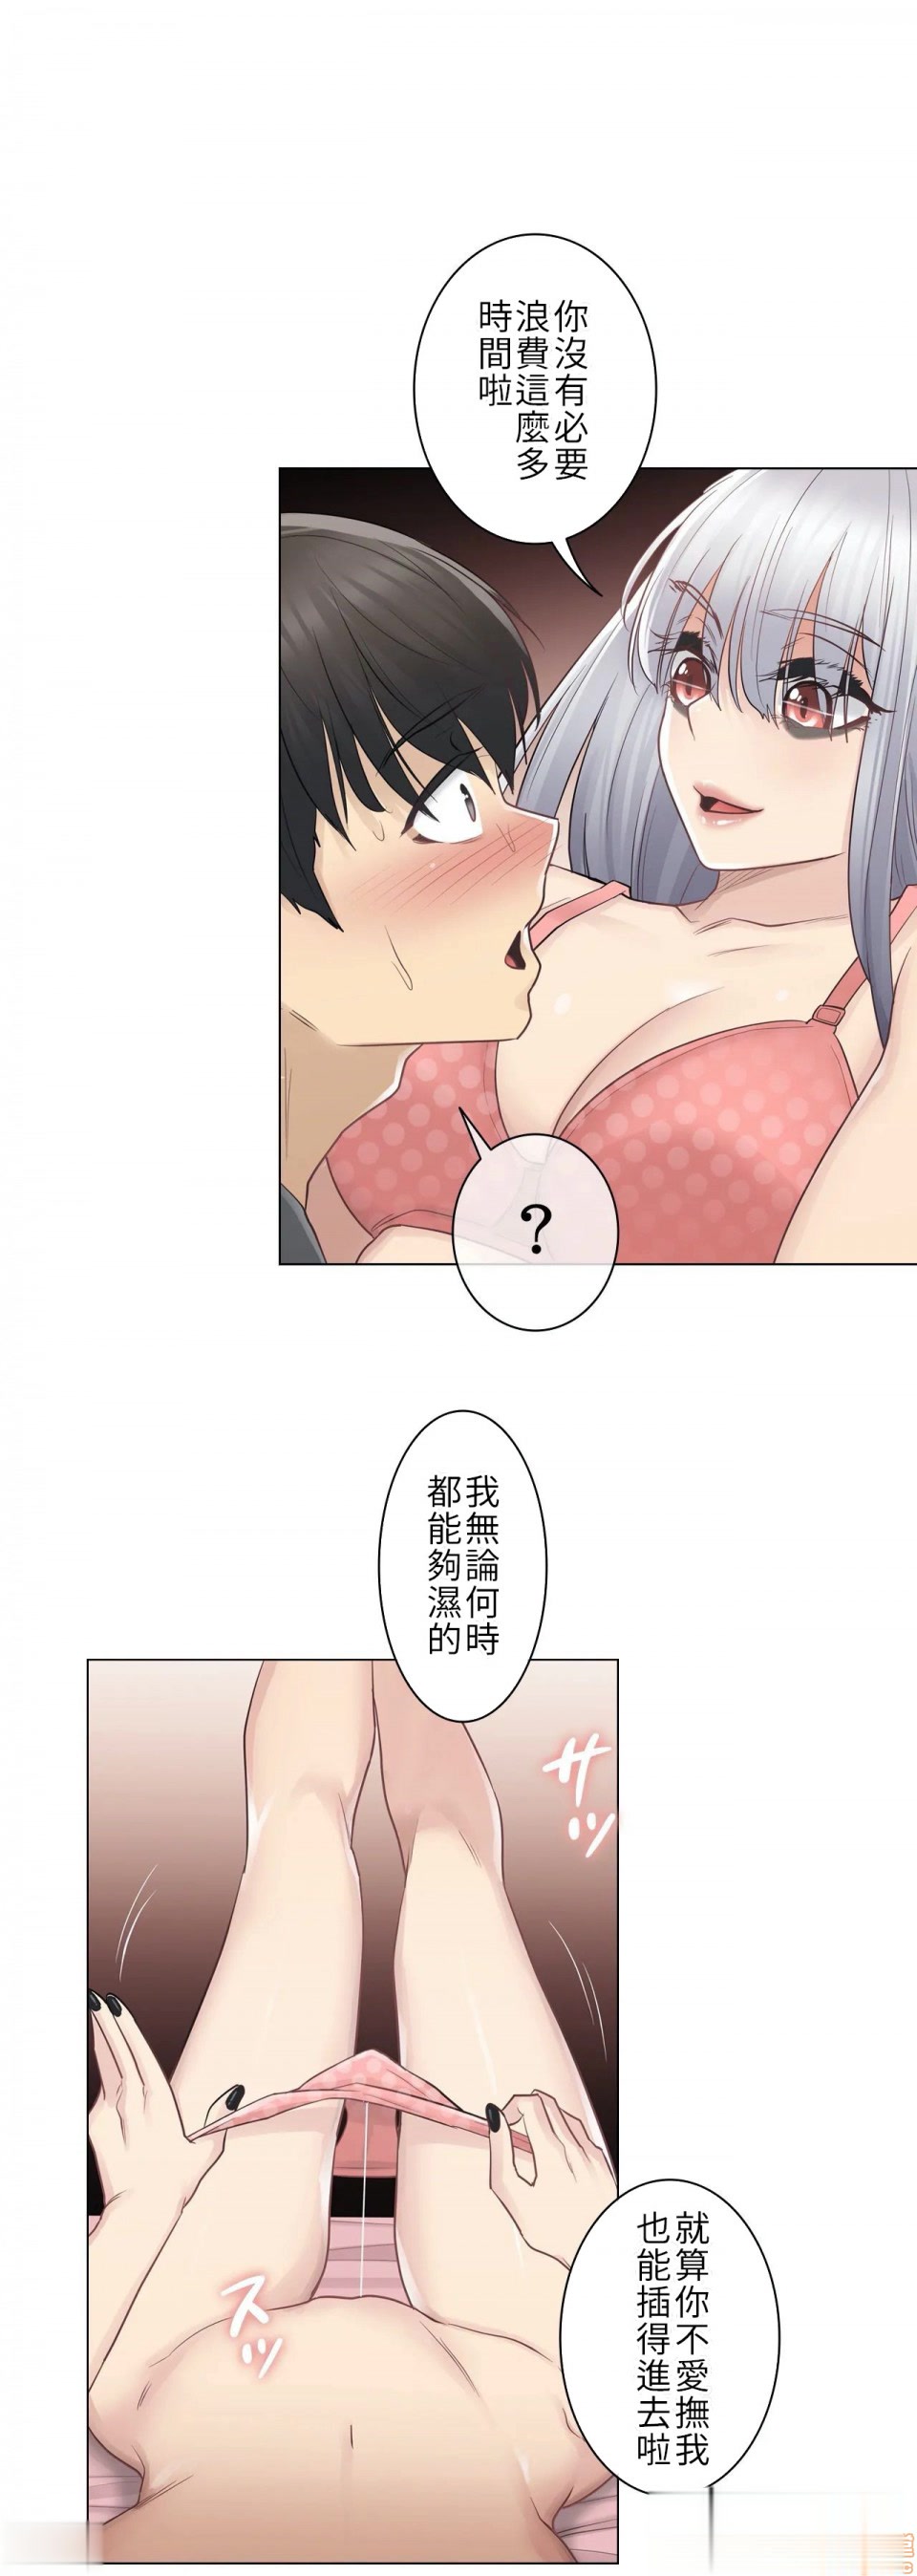 你沒有必要
浪費這麼多
時間啦
?
我無論何時
都能夠濕的
サッ
スッ
就算你不愛撫我
也能插得進去啦